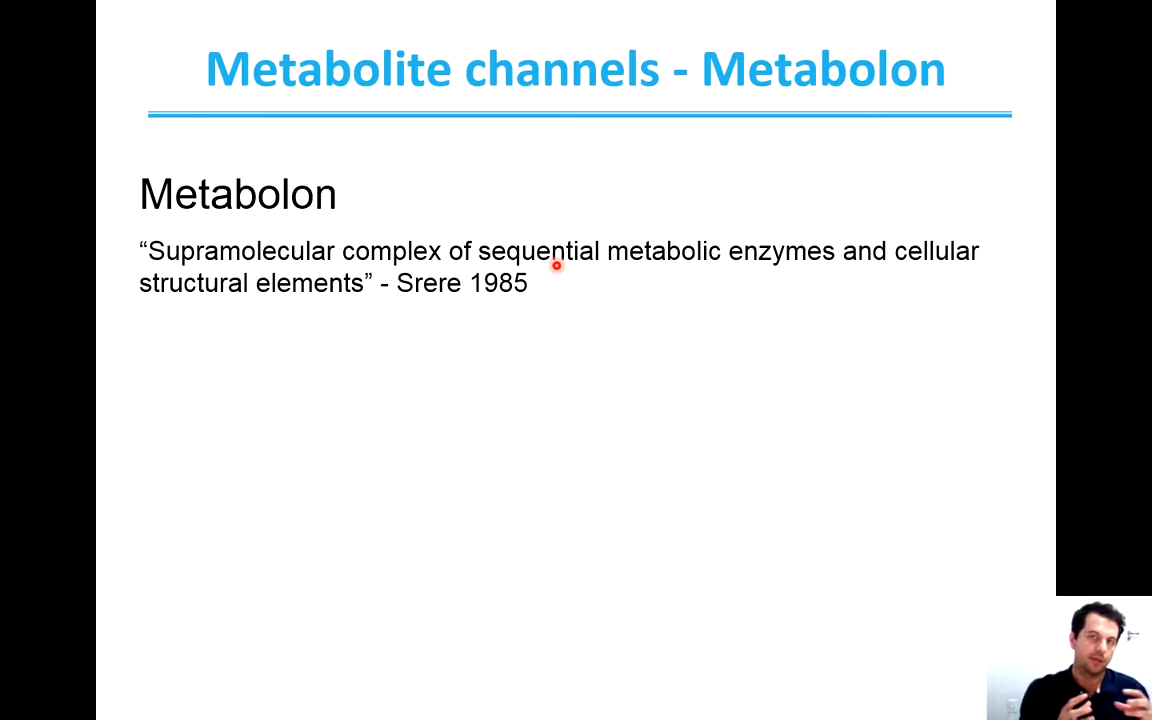 Metabolite channels - Metabolon
Metabolon
“Supramolecular complex of sequential metabolic enzymes and cellular
structural elements” - Srere 1985